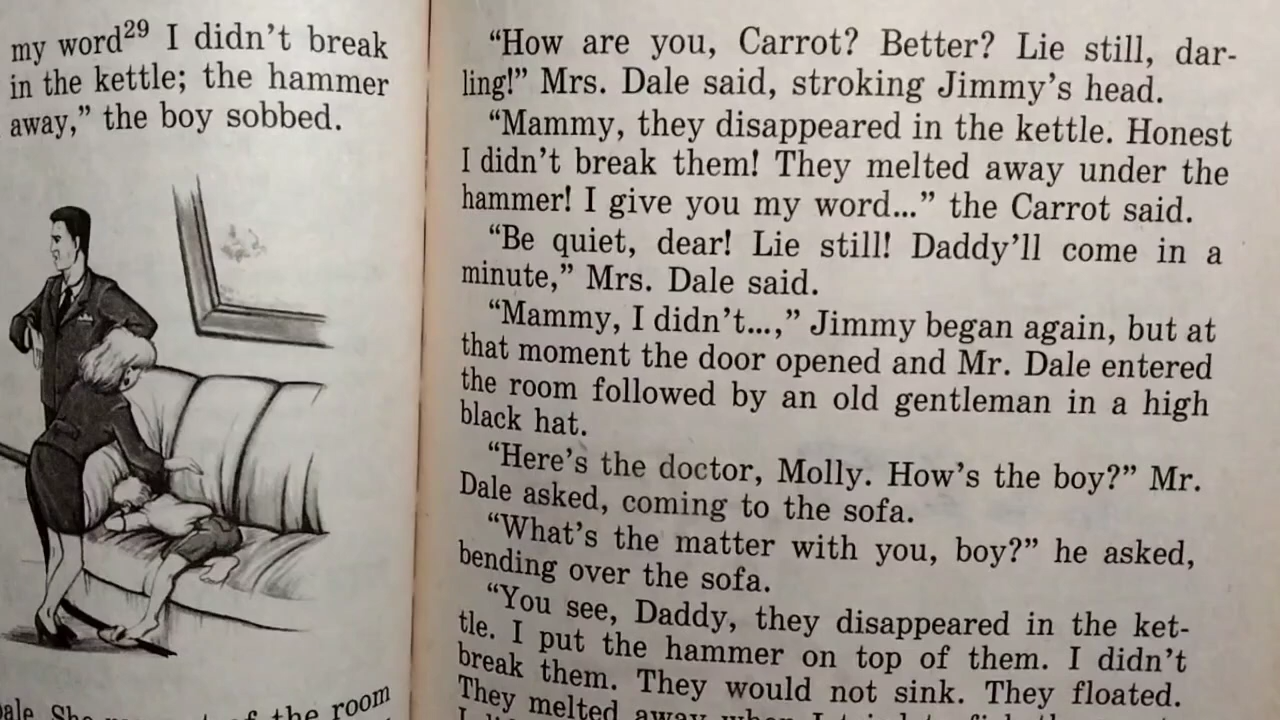 my word29 I didn't break
in the kettle; the hammer
away,” the boy sobbed.
of the room
“How are you, Carrot? Better? Lie still, dar-
ling!” Mrs. Dale said, stroking Jimmy's head.
“Mammy, they disappeared in the kettle. Honest
I didn't break them! They melted away under the
hammer! I give you my word...” the Carrot said.
“Be quiet, dear! Lie still! Daddy'll come in a
minute,” Mrs. Dale said.
“Mammy, I didn't...,” Jimmy began again, but at
that moment the door opened and Mr. Dale entered
the room followed by an old gentleman in a high
black hat.
“Here's the doctor, Molly. How's the boy?” Mr.
Dale asked, coming to the sofa.
“What's the matter with you, boy?” he asked,
bending over the sofa.
“You see, Daddy, they disappeared in the ket-
tle. I put the hammer on top of them. I didn't
break them. They would not sink. They floated.
They melted away when I